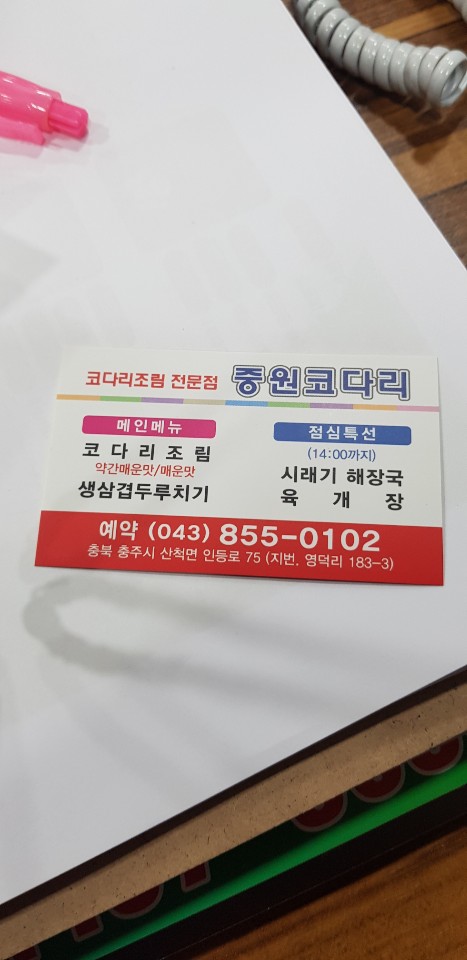 코다리조림 전문점 중원코다리
메인메뉴
코다리조림
약간매운맛/매운맛
생삼겹두루치기
점심특선
(14:00까지)
시래기 해장국
육 개 장
예약 (043) 855-0102
충북 충주시 산척면 인등로 75 (지번. 영덕리 183-3)